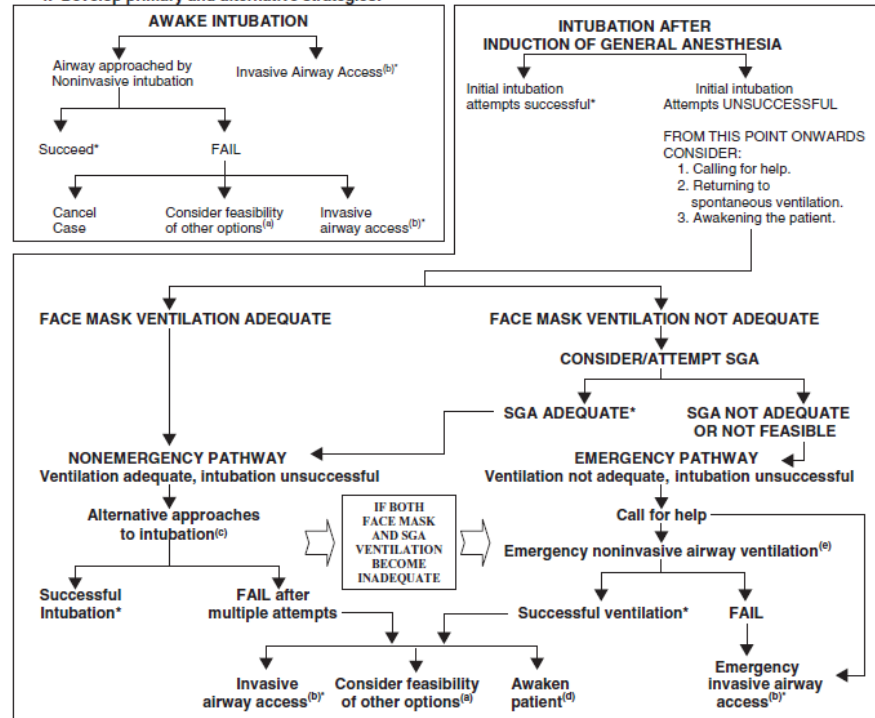 4. Develop primary and alternative strategies:
AWAKE INTUBATION
Airway approached by
Noninvasive intubation
Invasive Airway Access(b)*
Succeed*
FAIL
Cancel
Case
Consider feasibility
of other options(a)
Invasive
airway access(b)*
INTUBATION AFTER
INDUCTION OF GENERAL ANESTHESIA
Initial intubation
attempts successful*
Initial intubation
Attempts UNSUCCESSFUL
FROM THIS POINT ONWARDS
CONSIDER:
1. Calling for help.
2. Returning to
spontaneous ventilation.
3. Awakening the patient.
FACE MASK VENTILATION ADEQUATE
FACE MASK VENTILATION NOT ADEQUATE
CONSIDER/ATTEMPT SGA
SGA ADEQUATE*
SGA NOT ADEQUATE
OR NOT FEASIBLE
NONEMERGENCY PATHWAY
Ventilation adequate, intubation unsuccessful
EMERGENCY PATHWAY
Ventilation not adequate, intubation unsuccessful
Alternative approaches
to intubation(c)
IF BOTH
FACE MASK
AND SGA
VENTILATION
BECOME
INADEQUATE
Call for help
Emergency noninvasive airway ventilation(e)
Successful
Intubation*
FAIL after
multiple attempts
Successful ventilation*
FAIL
Invasive
airway access(b)*
Consider feasibility
of other options(a)
Awaken
patient(d)
Emergency
invasive airway
access(b)*